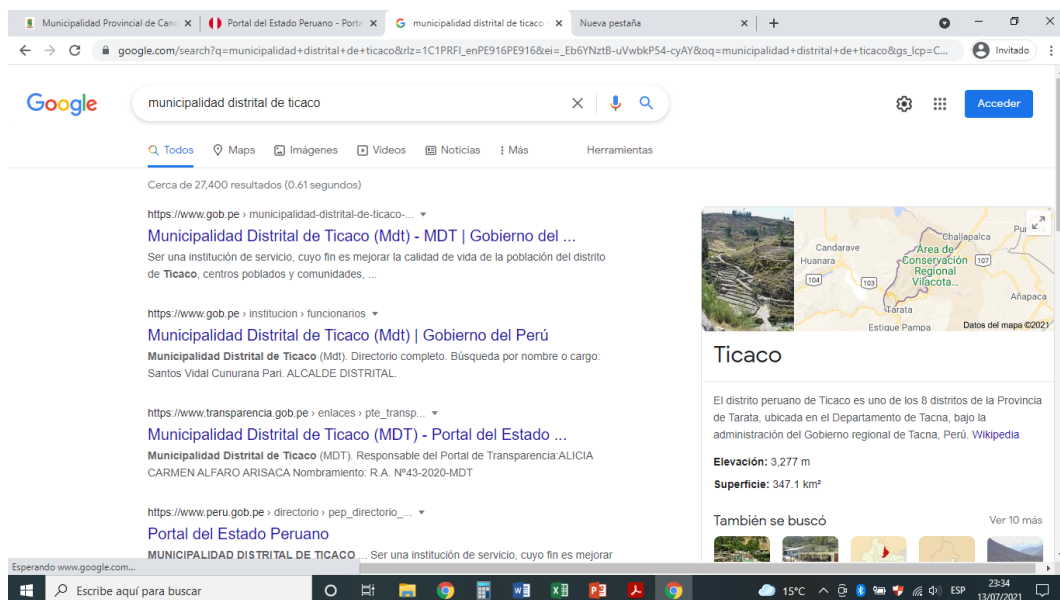 Municipalidad Provincial de Can
Portal del Estado Peruano - Porta
municipalidad distrital de ticaco
Nueva pestaña
google.com/search?q=municipalidad+distrital+de+ticaco&rlz=1C1PRFI_enPE916PE916&ei=_Eb6YNztB-uVwbkP54-cyAY&oq=municipalidad+distrital+de+ticaco&gs_lcp=C...
Invitado
Google
municipalidad distrital de ticaco
Acceder
Todos
Maps
Imágenes
Videos
Noticias
Más
Herramientas
Cerca de 27,400 resultados (0.61 segundos)
https://www.gob.pe › municipalidad-distrital-de-ticaco-...
Municipalidad Distrital de Ticaco (Mdt) - MDT | Gobierno del ...
Ser una institución de servicio, cuyo fin es mejorar la calidad de vida de la población del distrito
de Ticaco, centros poblados y comunidades, ...
https://www.gob.pe › institucion › funcionarios
Municipalidad Distrital de Ticaco (Mdt) | Gobierno del Perú
Municipalidad Distrital de Ticaco (Mdt). Directorio completo. Búsqueda por nombre o cargo:
Santos Vidal Cunurana Pari. ALCALDE DISTRITAL.
https://www.transparencia.gob.pe › enlaces › pte_transp...
Municipalidad Distrital de Ticaco (MDT) - Portal del Estado ...
Municipalidad Distrital de Ticaco (MDT). Responsable del Portal de Transparencia:ALICIA
CARMEN ALFARO ARISACA Nombramiento: R.A. Nº43-2020-MDT
https://www.peru.gob.pe › directorio › pep_directorio_...
Portal del Estado Peruano
MUNICIPALIDAD DISTRITAL DE TICACO ... Ser una institución de servicio, cuyo fin es mejorar
Candarave
Huanara
104
103
Challapalca
Área de
Conservación
Regional
Vilacota...
107
Tarata
Añapaca
Estique Pampa
Datos del mapa ©2021
Ticaco
El distrito peruano de Ticaco es uno de los 8 distritos de la Provincia
de Tarata, ubicada en el Departamento de Tacna, bajo la
administración del Gobierno regional de Tacna, Perú. Wikipedia
Elevación: 3,277 m
Superficie: 347.1 km²
También se buscó
Ver 10 más
Esperando www.google.com...
Escribe aquí para buscar
15°C
ESP
23:34
13/07/2021